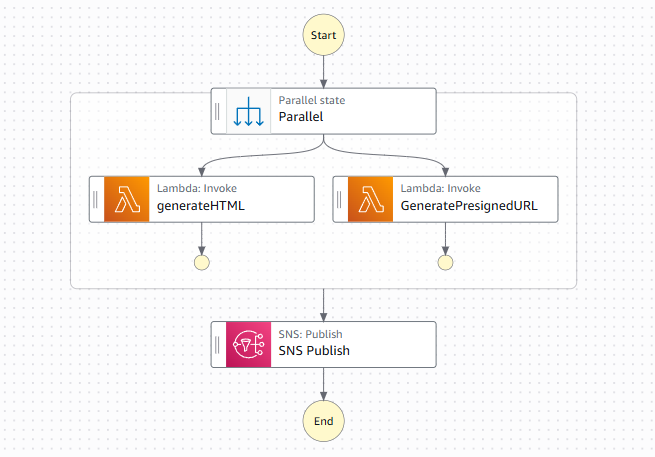 Start
Parallel state
Parallel
Lambda: Invoke
generateHTML
Lambda: Invoke
GeneratePresignedURL
SNS: Publish
SNS Publish
End